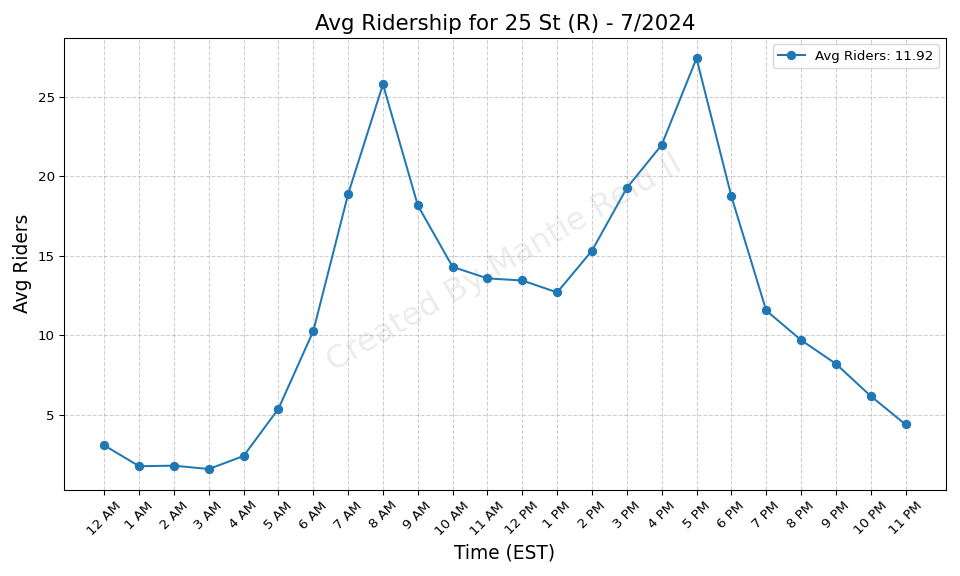 Avg Ridership for 25 St (R) - 7/2024
Avg Riders: 11.92
Avg Riders
25
20
15
10
5
Created By Mantie Reid II
12 AM
1 AM
2 AM
3 AM
4 AM
5 AM
6 AM
7 AM
8 AM
9 AM
10 AM
11 AM
12 PM
1 PM
2 PM
3 PM
4 PM
5 PM
6 PM
7 PM
8 PM
9 PM
10 PM
11 PM
Time (EST)